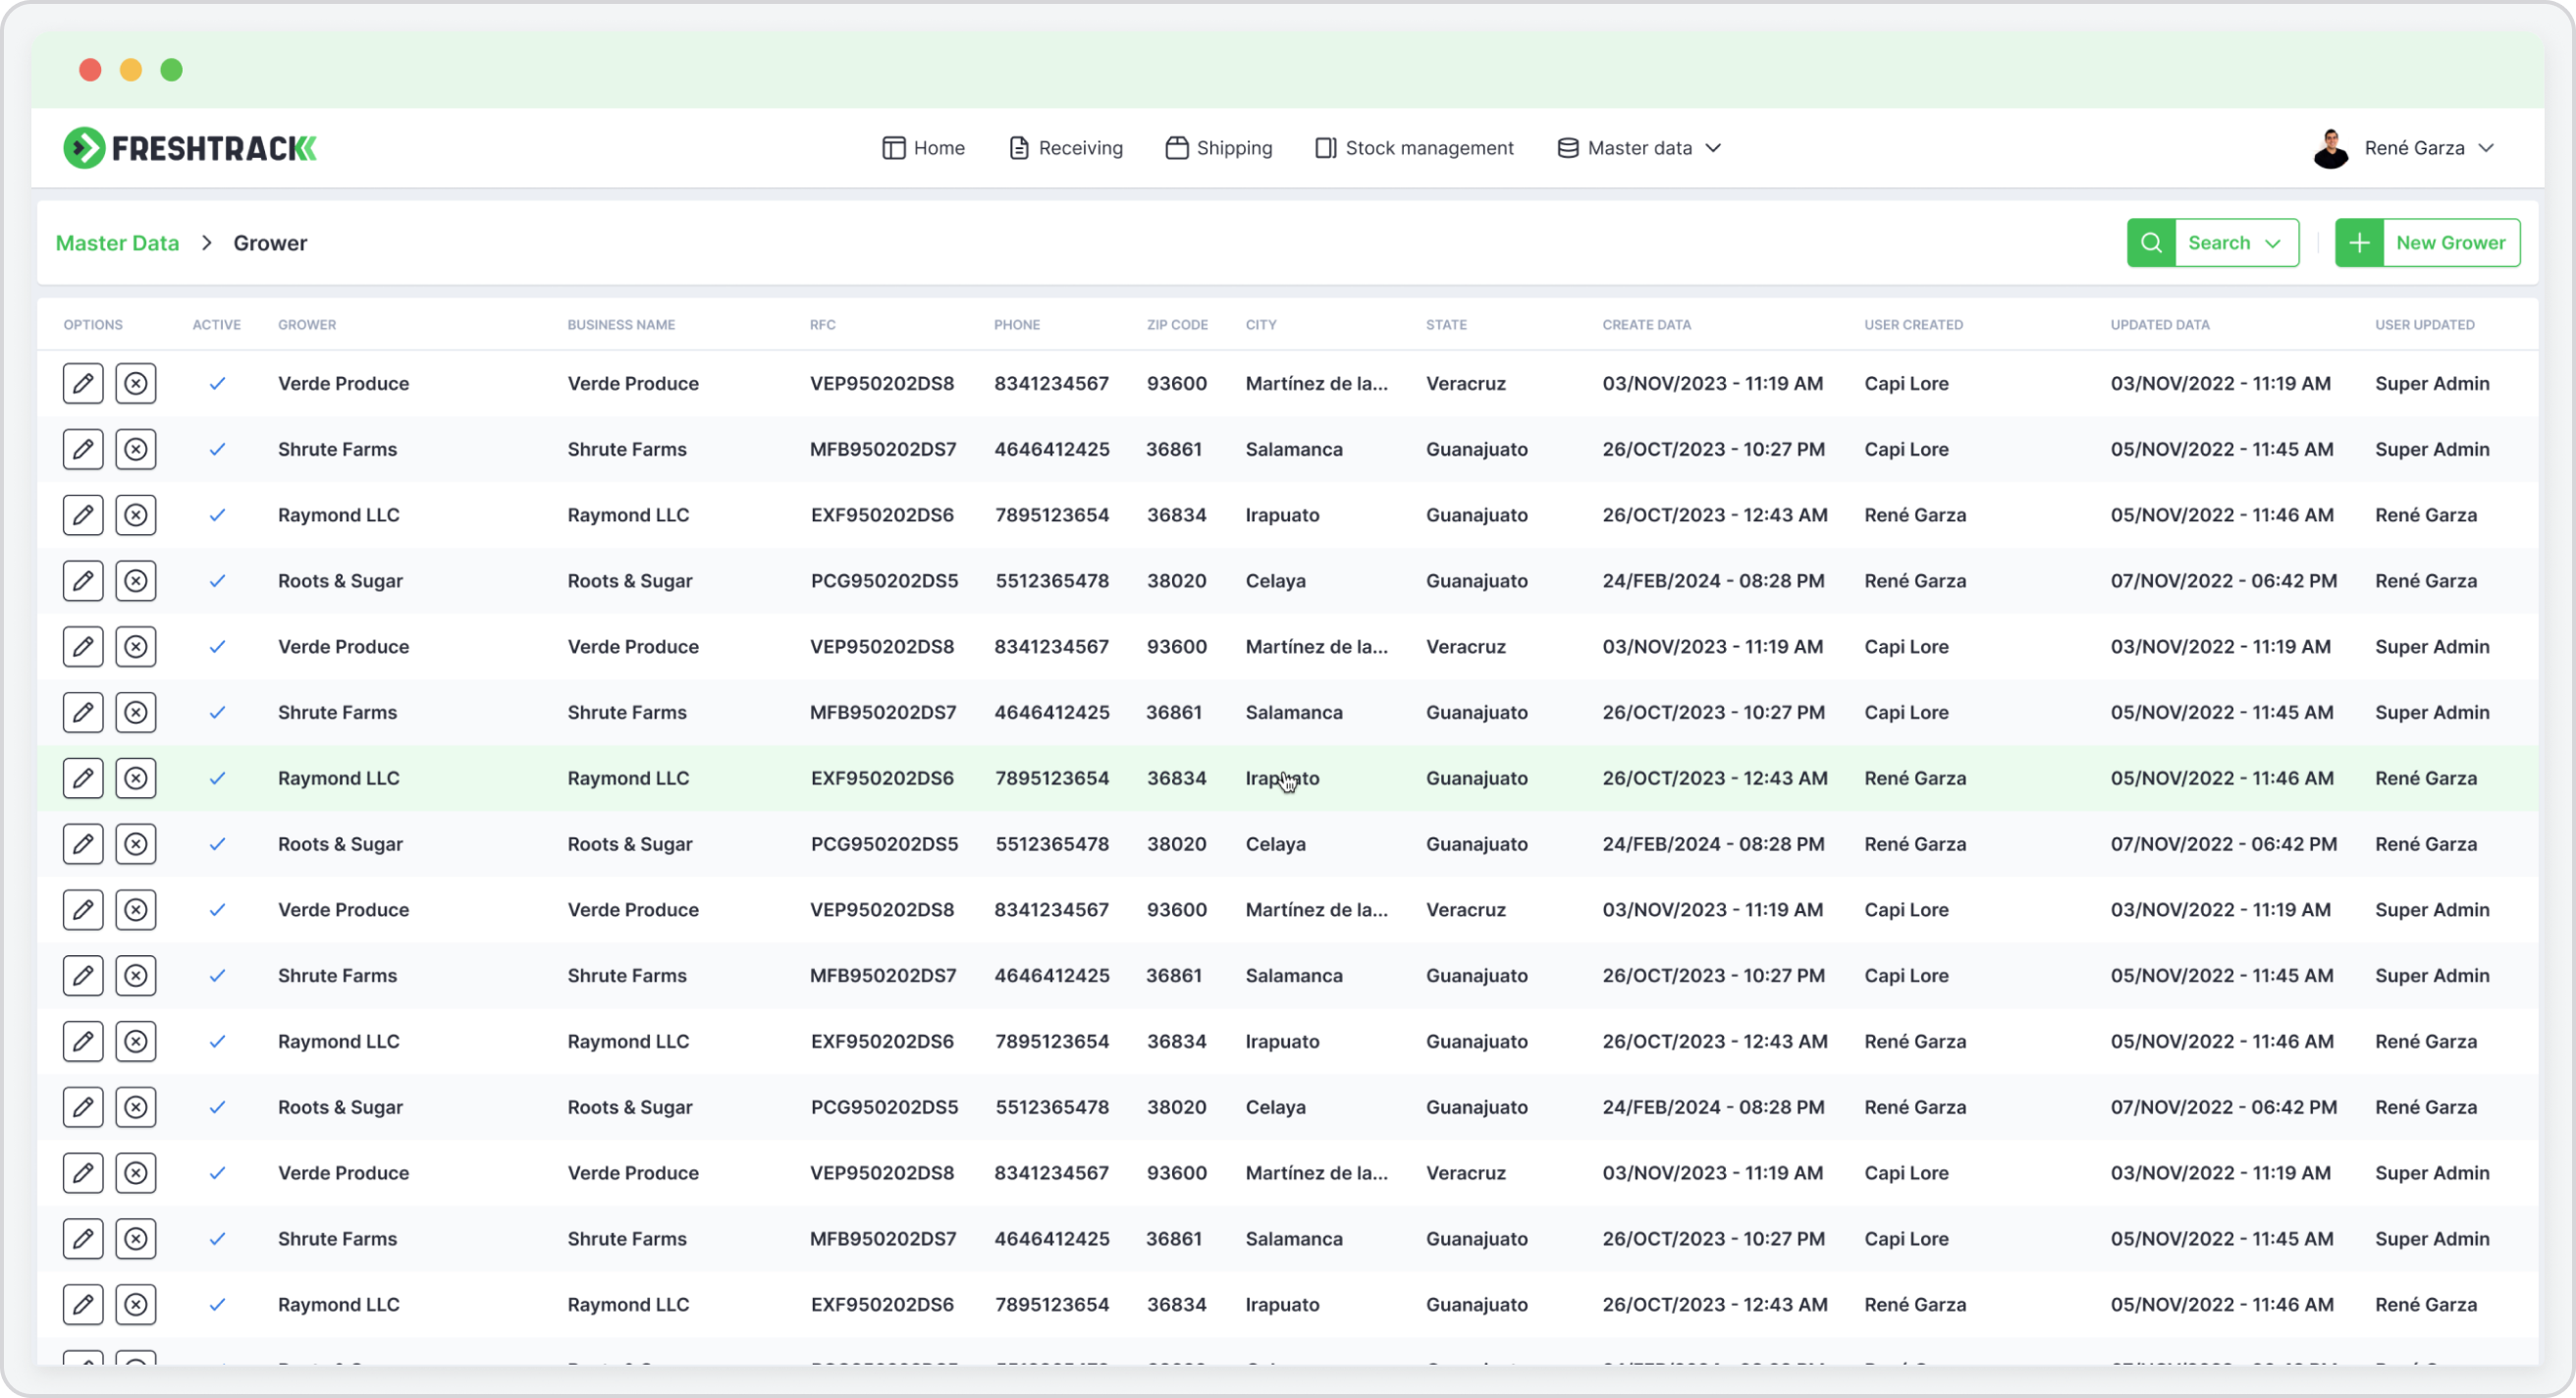 FRESHTRACK
Home Receiving Shipping Stock management Master data
René Garza
Master Data > Grower
Search
New Grower
OPTIONS ACTIVE GROWER BUSINESS NAME RFC PHONE ZIP CODE CITY STATE CREATE DATA USER CREATED UPDATED DATA USER UPDATED
Verde Produce Verde Produce VEP950202DS8 8341234567 93600 Martínez de la... Veracruz 03/NOV/2023 - 11:19 AM Capi Lore 03/NOV/2022 - 11:19 AM Super Admin
Shrute Farms Shrute Farms MFB950202DS7 4646412425 36861 Salamanca Guanajuato 26/OCT/2023 - 10:27 PM Capi Lore 05/NOV/2022 - 11:45 AM Super Admin
Raymond LLC Raymond LLC EXF950202DS6 7895123654 36834 Irapuato Guanajuato 26/OCT/2023 - 12:43 AM René Garza 05/NOV/2022 - 11:46 AM René Garza
Roots & Sugar Roots & Sugar PCG950202DS5 5512365478 38020 Celaya Guanajuato 24/FEB/2024 - 08:28 PM René Garza 07/NOV/2022 - 06:42 PM René Garza
Verde Produce Verde Produce VEP950202DS8 8341234567 93600 Martínez de la... Veracruz 03/NOV/2023 - 11:19 AM Capi Lore 03/NOV/2022 - 11:19 AM Super Admin
Shrute Farms Shrute Farms MFB950202DS7 4646412425 36861 Salamanca Guanajuato 26/OCT/2023 - 10:27 PM Capi Lore 05/NOV/2022 - 11:45 AM Super Admin
Raymond LLC Raymond LLC EXF950202DS6 7895123654 36834 Irapuato Guanajuato 26/OCT/2023 - 12:43 AM René Garza 05/NOV/2022 - 11:46 AM René Garza
Roots & Sugar Roots & Sugar PCG950202DS5 5512365478 38020 Celaya Guanajuato 24/FEB/2024 - 08:28 PM René Garza 07/NOV/2022 - 06:42 PM René Garza
Verde Produce Verde Produce VEP950202DS8 8341234567 93600 Martínez de la... Veracruz 03/NOV/2023 - 11:19 AM Capi Lore 03/NOV/2022 - 11:19 AM Super Admin
Shrute Farms Shrute Farms MFB950202DS7 4646412425 36861 Salamanca Guanajuato 26/OCT/2023 - 10:27 PM Capi Lore 05/NOV/2022 - 11:45 AM Super Admin
Raymond LLC Raymond LLC EXF950202DS6 7895123654 36834 Irapuato Guanajuato 26/OCT/2023 - 12:43 AM René Garza 05/NOV/2022 - 11:46 AM René Garza
Roots & Sugar Roots & Sugar PCG950202DS5 5512365478 38020 Celaya Guanajuato 24/FEB/2024 - 08:28 PM René Garza 07/NOV/2022 - 06:42 PM René Garza
Verde Produce Verde Produce VEP950202DS8 8341234567 93600 Martínez de la... Veracruz 03/NOV/2023 - 11:19 AM Capi Lore 03/NOV/2022 - 11:19 AM Super Admin
Shrute Farms Shrute Farms MFB950202DS7 4646412425 36861 Salamanca Guanajuato 26/OCT/2023 - 10:27 PM Capi Lore 05/NOV/2022 - 11:45 AM Super Admin
Raymond LLC Raymond LLC EXF950202DS6 7895123654 36834 Irapuato Guanajuato 26/OCT/2023 - 12:43 AM René Garza 05/NOV/2022 - 11:46 AM René Garza